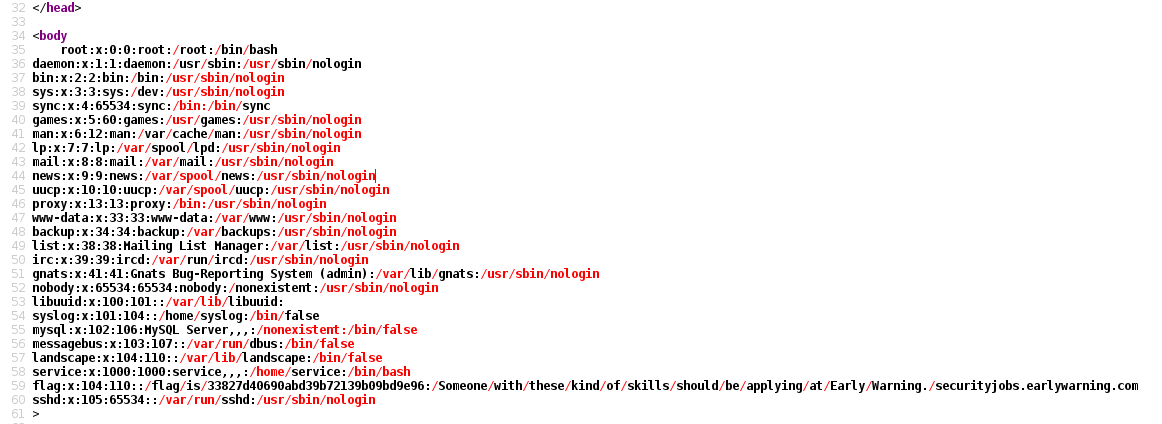 32 </head>
33
34 <body
35 root:x:0:0:root:/root:/bin/bash
36 daemon:x:1:1:daemon:/usr/sbin:/usr/sbin/nologin
37 bin:x:2:2:bin:/bin:/usr/sbin/nologin
38 sys:x:3:3:sys:/dev:/usr/sbin/nologin
39 sync:x:4:65534:sync:/bin:/bin/sync
40 games:x:5:60:games:/usr/games:/usr/sbin/nologin
41 man:x:6:12:man:/var/cache/man:/usr/sbin/nologin
42 lp:x:7:7:lp:/var/spool/lpd:/usr/sbin/nologin
43 mail:x:8:8:mail:/var/mail:/usr/sbin/nologin
44 news:x:9:9:news:/var/spool/news:/usr/sbin/nologin
45 uucp:x:10:10:uucp:/var/spool/uucp:/usr/sbin/nologin
46 proxy:x:13:13:proxy:/bin:/usr/sbin/nologin
47 www-data:x:33:33:www-data:/var/www:/usr/sbin/nologin
48 backup:x:34:34:backup:/var/backups:/usr/sbin/nologin
49 list:x:38:38:Mailing List Manager:/var/list:/usr/sbin/nologin
50 irc:x:39:39:ircd:/var/run/ircd:/usr/sbin/nologin
51 gnats:x:41:41:Gnats Bug-Reporting System (admin):/var/lib/gnats:/usr/sbin/nologin
52 nobody:x:65534:65534:nobody:/nonexistent:/usr/sbin/nologin
53 libuuid:x:100:101::/var/lib/libuuid:
54 syslog:x:101:104::/home/syslog:/bin/false
55 mysql:x:102:106:MySQL Server,,,:/nonexistent:/bin/false
56 messagebus:x:103:107::/var/run/dbus:/bin/false
57 landscape:x:104:110::/var/lib/landscape:/bin/false
58 service:x:1000:1000:service,,,:/home/service:/bin/bash
59 flag:x:104:110::/flag/is/33827d40690abd39b72139b09bd9e96:/Someone/with/these/kind/of/skills/should/be/applying/at/Early/Warning./securityjobs.earlywarning.com
60 sshd:x:105:65534::/var/run/sshd:/usr/sbin/nologin
61 >